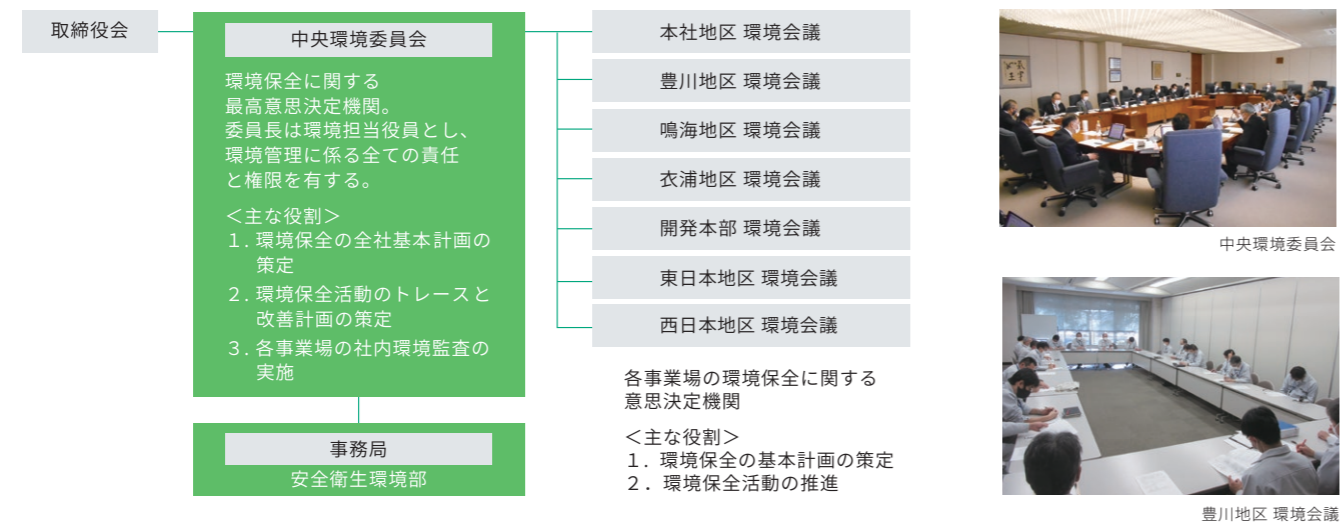 取締役会
中央環境委員会
環境保全に関する
最高意思決定機関。
委員長は環境担当役員とし、
環境管理に係る全ての責任
と権限を有する。
＜主な役割＞
１. 環境保全の全社基本計画の
策定
２. 環境保全活動のトレースと
改善計画の策定
３. 各事業場の社内環境監査の
実施
事務局
安全衛生環境部
本社地区 環境会議
豊川地区 環境会議
鳴海地区 環境会議
衣浦地区 環境会議
開発本部 環境会議
東日本地区 環境会議
西日本地区 環境会議
各事業場の環境保全に関する
意思決定機関
＜主な役割＞
１. 環境保全の基本計画の策定
２. 環境保全活動の推進
中央環境委員会
豊川地区 環境会議